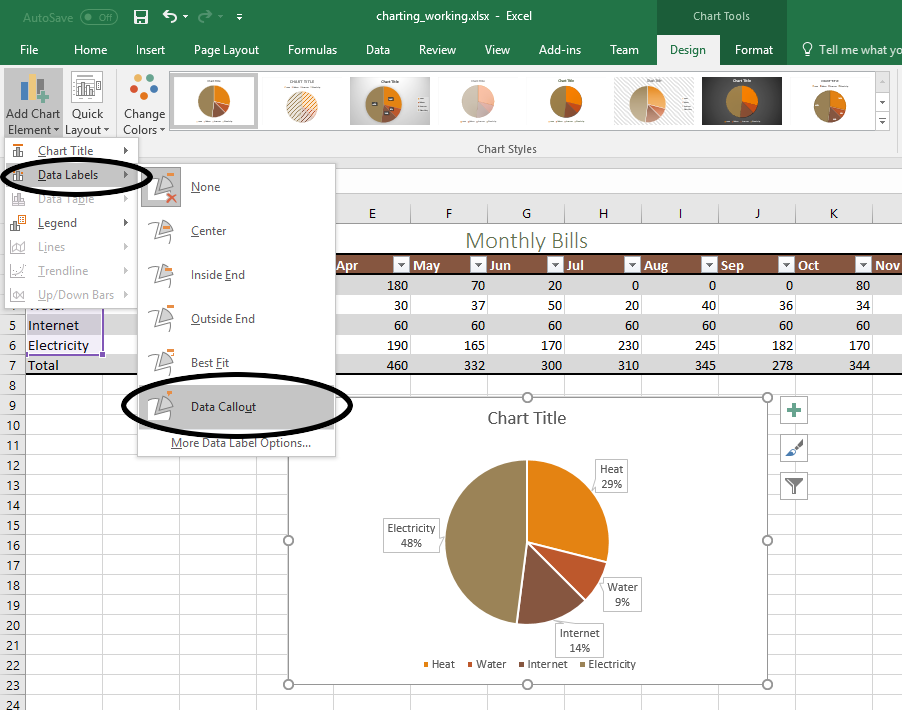 AutoSave Off
charting_working.xlsx - Excel
Chart Tools
File Home Insert Page Layout Formulas Data Review View Add-ins Team Design Format Tell me what yo
Add Chart Element
Quick Layout
Change Colors
Chart Styles
Chart Title
Data Labels
Data Table
Legend
Lines
Trendline
Up/Down Bars
None
Center
Inside End
Outside End
Best Fit
Data Callout
More Data Label Options...
E F G H I J K
Monthly Bills
Apr May Jun Jul Aug Sep Oct Nov
180 70 20 0 0 0 80
Water 30 37 50 20 40 36 34
5 Internet 60 60 60 60 60 60 60
6 Electricity 190 165 170 230 245 182 170
7 Total 460 332 300 310 345 278 344
8
9
10
11
12
13
14
15
16
17
18
19
20
21
22
23
24
Chart Title
Heat
29%
Electricity
48%
Water
9%
Internet
14%
Heat Water Internet Electricity